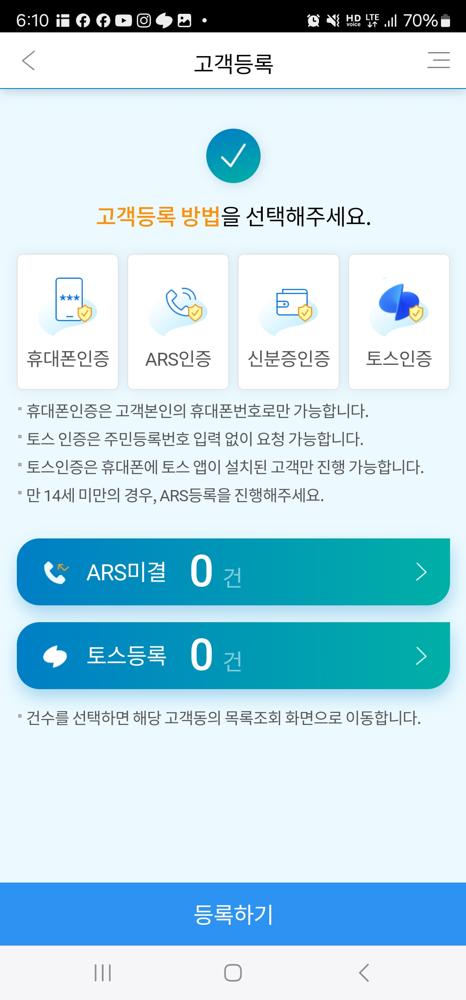 6:10
HD voice LTE 70%
고객등록
고객등록 방법을 선택해주세요.
***
휴대폰인증 ARS인증 신분증인증 토스인증
휴대폰인증은 고객본인의 휴대폰번호로만 가능합니다.
토스 인증은 주민등록번호 입력 없이 요청 가능합니다.
토스인증은 휴대폰에 토스 앱이 설치된 고객만 진행 가능합니다.
만 14세 미만의 경우, ARS등록을 진행해주세요.
ARS미결 0 건
토스등록 0 건
건수를 선택하면 해당 고객동의 목록조회 화면으로 이동합니다.
등록하기